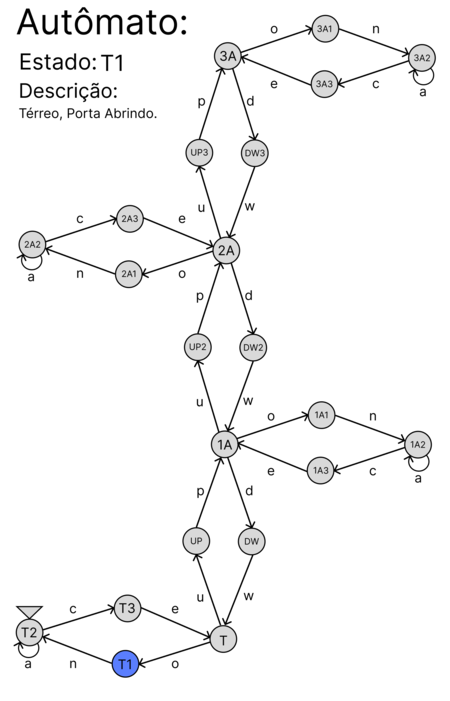 Autômato:
Estado: T1
Descrição:
Térreo, Porta Abrindo.
o
3A1
n
3A
3A2
e
3A3
c
a
p
d
UP3
DW3
u
w
c
2A3
e
2A2
2A
a
n
2A1
o
p
d
UP2
DW2
u
w
o
1A1
n
1A
1A2
e
1A3
c
a
p
d
UP
DW
u
w
c
T3
e
T2
T
a
n
T1
o